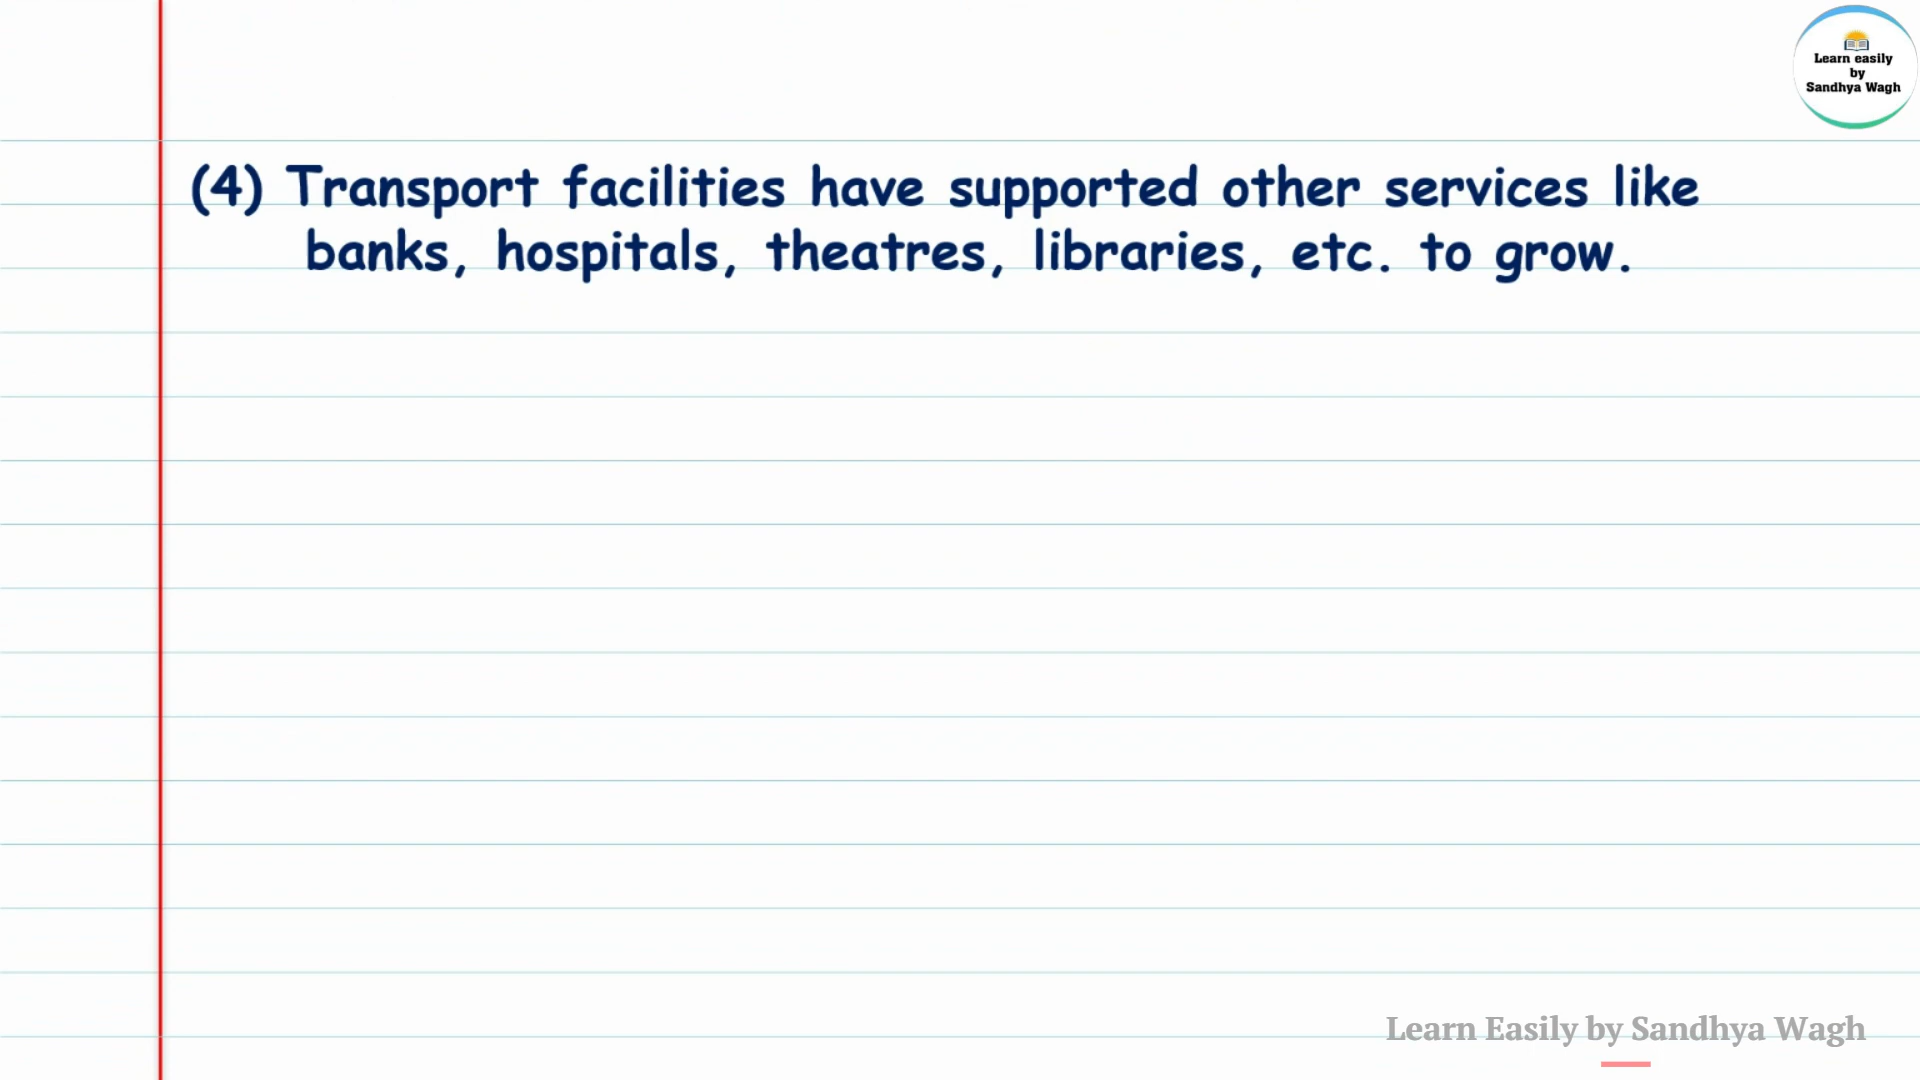 Learn easily
by
Sandhya Wagh
(4) Transport facilities have supported other services like
banks, hospitals, theatres, libraries, etc. to grow.
Learn Easily by Sandhya Wagh